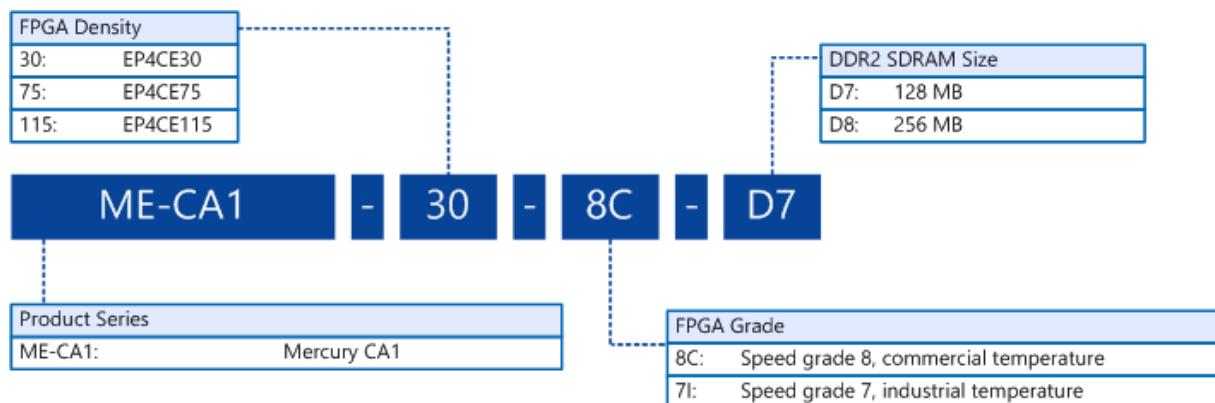 FPGA Density
30: EP4CE30
75: EP4CE75
115: EP4CE115
DDR2 SDRAM Size
D7: 128 MB
D8: 256 MB
ME-CA1 - 30 - 8C - D7
Product Series
ME-CA1: Mercury CA1
FPGA Grade
8C: Speed grade 8, commercial temperature
7I: Speed grade 7, industrial temperature